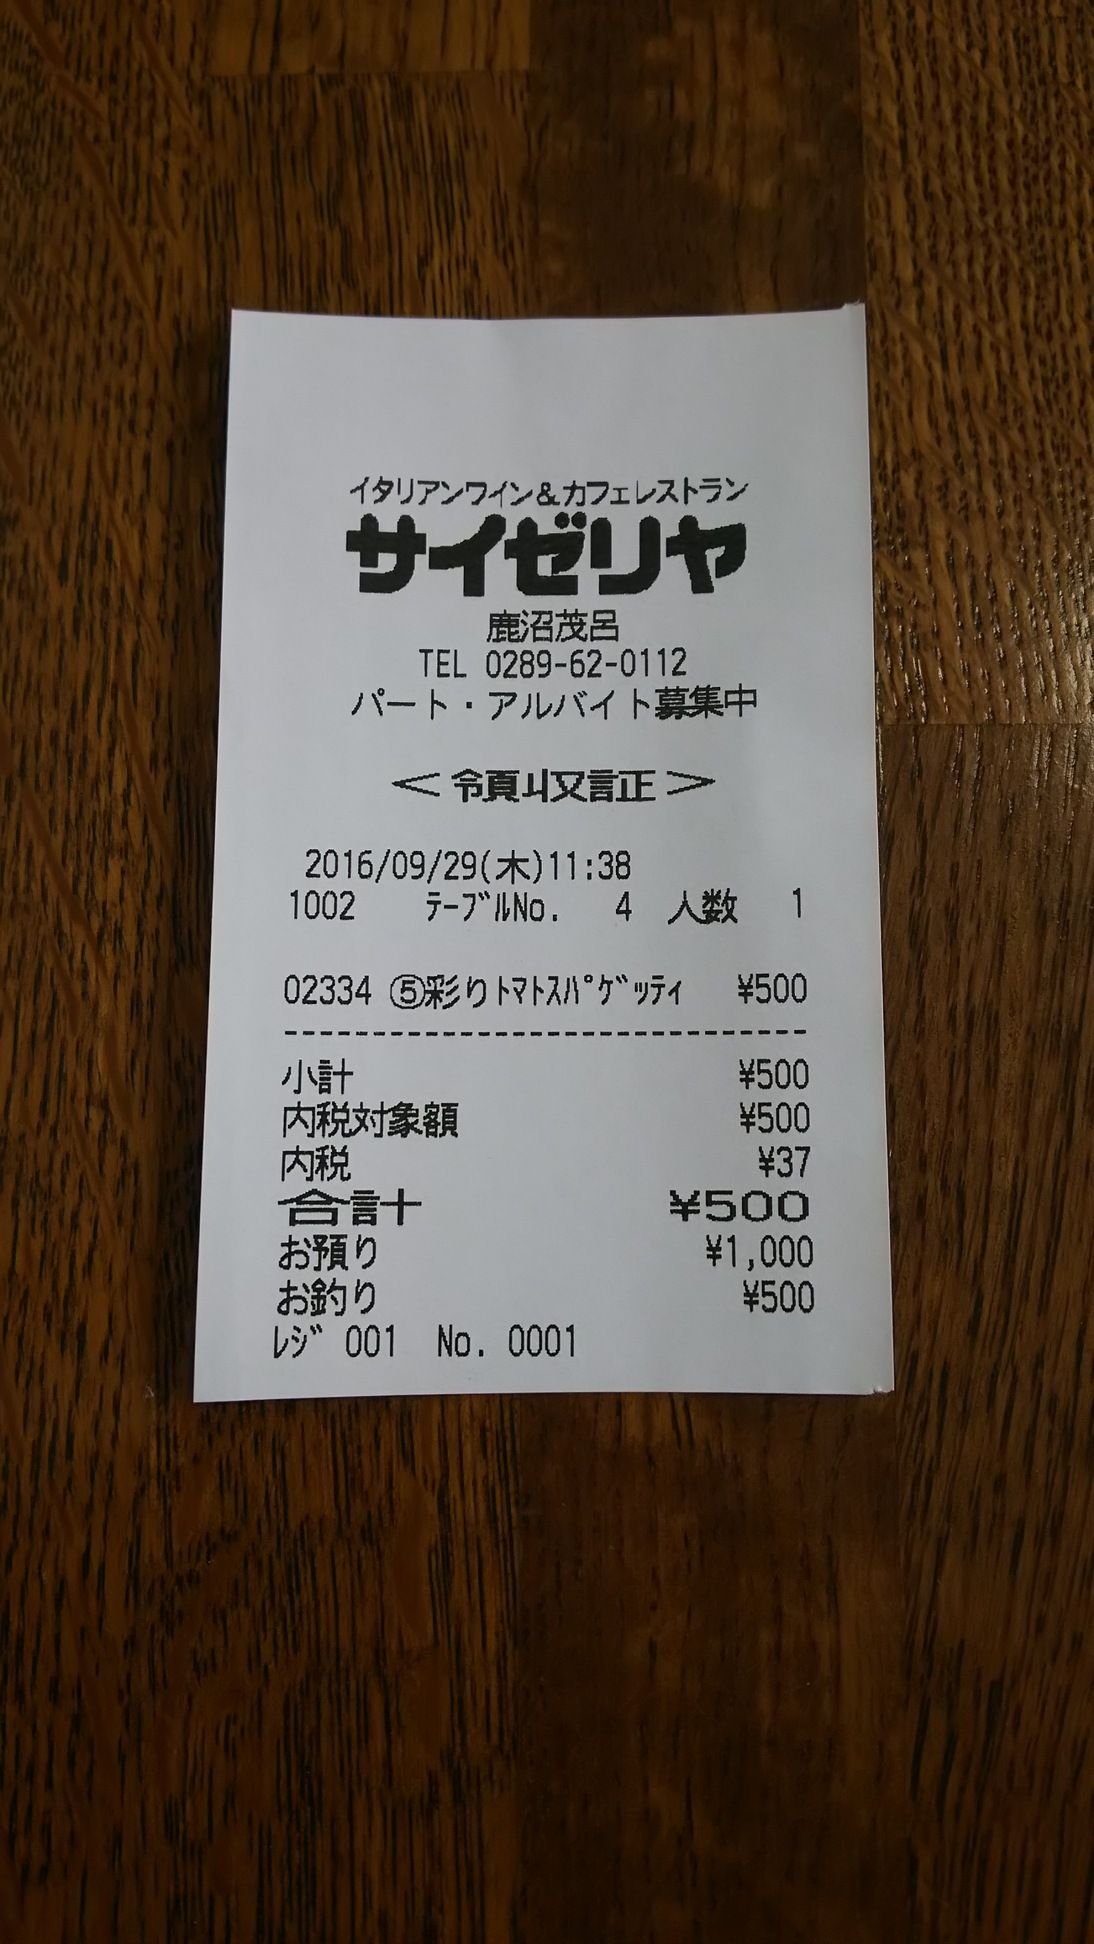 イタリアンワイン&カフェレストラン
サイゼリヤ
鹿沼茂呂
TEL 0289-62-0112
パート・アルバイト募集中
＜領収証＞
2016/09/29(木)11:38
1002 ﾃｰﾌﾞﾙNo. 4 人数 1
02334 ⑤彩りﾄﾏﾄｽﾊﾟｹﾞｯﾃｨ ¥500
------------------------------
小計 ¥500
内税対象額 ¥500
内税 ¥37
合計 ¥500
お預り ¥1,000
お釣り ¥500
ﾚｼﾞ 001 No. 0001